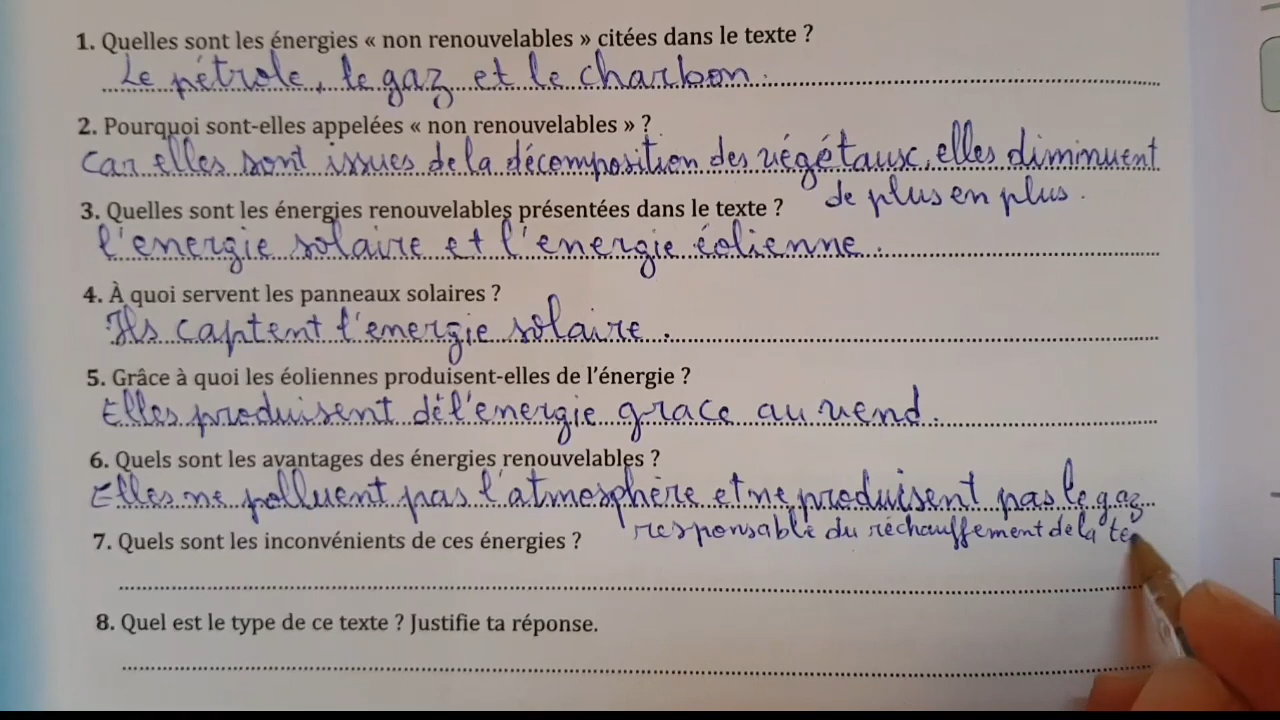 1. Quelles sont les énergies « non renouvelables » citées dans le texte ?
Le pétrole, le gaz et le charbon.
2. Pourquoi sont-elles appelées « non renouvelables » ?
Car elles sont issues de la décomposition des végétaux, elles diminuent
de plus en plus.
3. Quelles sont les énergies renouvelables présentées dans le texte ?
l'energie solaire et l'energie éolienne.
4. À quoi servent les panneaux solaires ?
Ils captent l'energie solaire.
5. Grâce à quoi les éoliennes produisent-elles de l'énergie ?
Elles produisent de l'energie grace au vend.
6. Quels sont les avantages des énergies renouvelables ?
Elles ne polluent pas l'atmosphère et ne produisent pas le gaz
responsable du réchauffement de la te
7. Quels sont les inconvénients de ces énergies ?
8. Quel est le type de ce texte ? Justifie ta réponse.